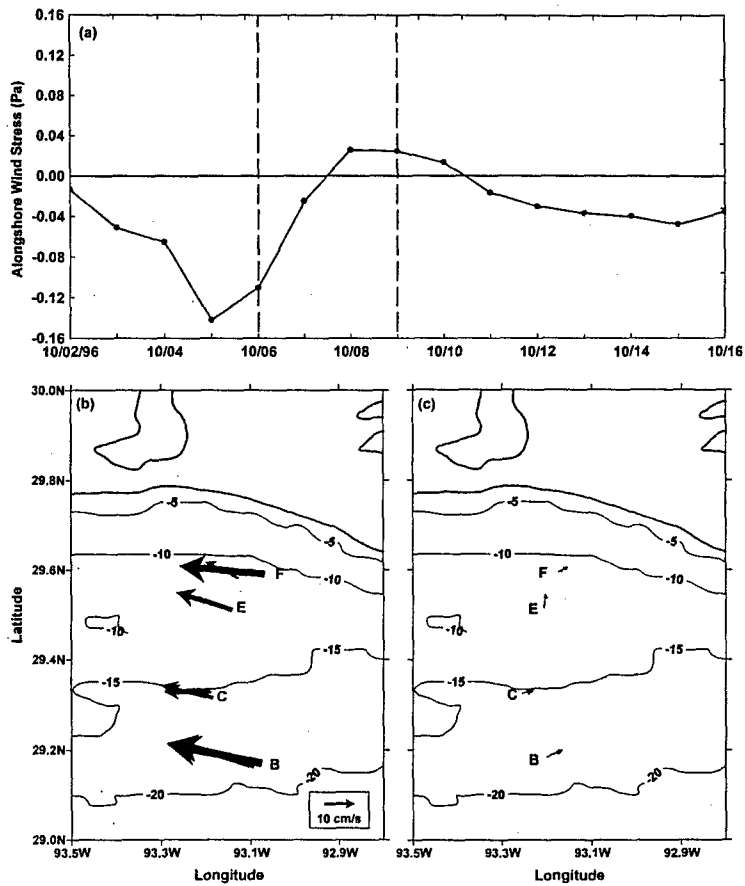 0.16
(a)
0.12
0.08
0.04
0.00
-0.04
-0.08
-0.12
-0.16
Alongshore Wind Stress (Pa)
10/02/96 10/04 10/06 10/08 10/10 10/12 10/14 10/16
30.0N
(b)
(c)
29.8N
-5
-5
-5
-5
-10
-10
29.6N
F
F
-10
-10
E
E
-10
-10
Latitude
-15
-15
29.4N
-15
-15
C
C
29.2N
B
B
-20
-20
-20
-20
10 cm/s
29.0N
93.5W 93.3W 93.1W 92.9W
93.5W 93.3W 93.1W 92.9W
Longitude
Longitude